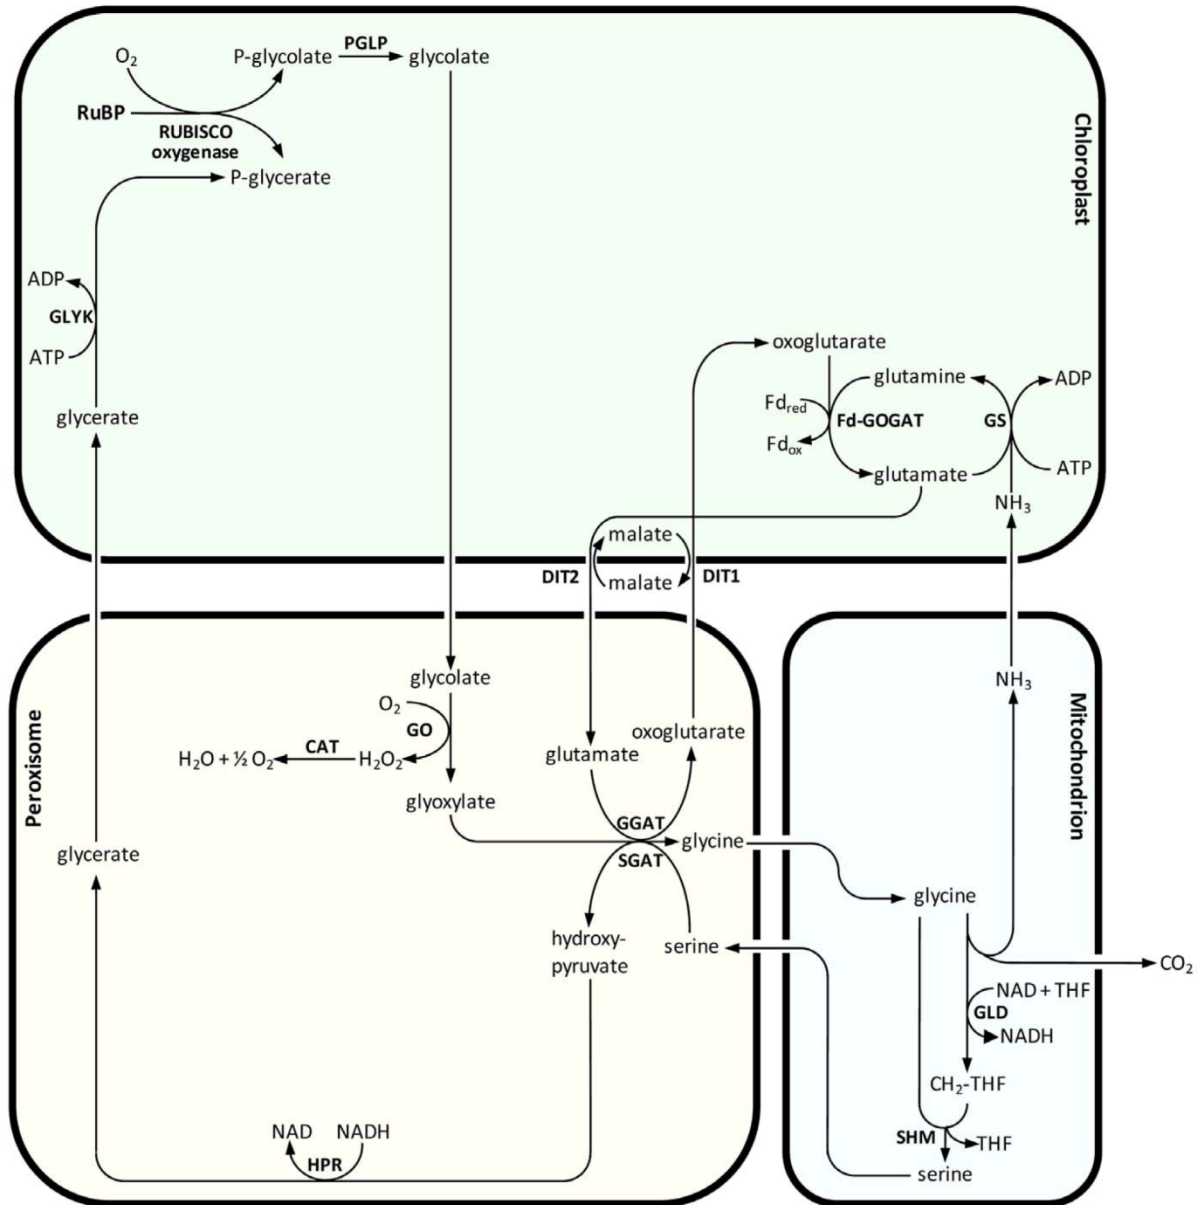 O2
P-glycolate
PGLP
glycolate
RuBP
RUBISCO
oxygenase
P-glycerate
Chloroplast
ADP
GLYK
ATP
glycerate
oxoglutarate
glutamine
ADP
Fdred
Fd-GOGAT
GS
Fdox
glutamate
ATP
NH3
malate
DIT2
malate
DIT1
Peroxisome
glycolate
O2
GO
H2O + ½ O2
CAT
H2O2
glyoxylate
glutamate
oxoglutarate
GGAT
SGAT
glycine
glycerate
hydroxy-
pyruvate
serine
NAD
NADH
HPR
Mitochondrion
NH3
glycine
CO2
NAD + THF
GLD
NADH
CH2-THF
SHM
THF
serine